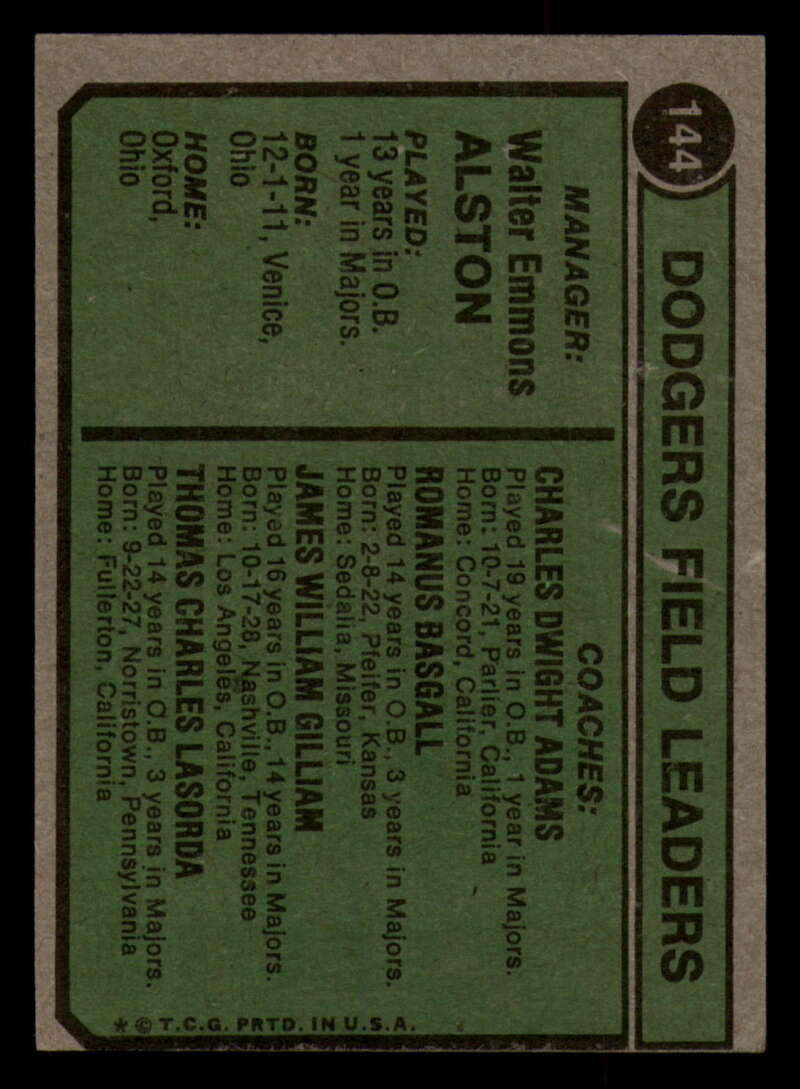 144
DODGERS FIELD LEADERS
MANAGER:
Walter Emmons
ALSTON
PLAYED:
13 years in O.B.
1 year in Majors.
BORN:
12-1-11, Venice,
Ohio
HOME:
Oxford,
Ohio
COACHES:
CHARLES DWIGHT ADAMS
Played 19 years in O.B., 1 year in Majors.
Born: 10-7-21, Parlier, California
Home: Concord, California
ROMANUS BASGALL
Played 14 years in O.B., 3 years in Majors.
Born: 2-8-22, Pfeifer, Kansas
Home: Sedalia, Missouri
JAMES WILLIAM GILLIAM
Played 16 years in O.B., 14 years in Majors.
Born: 10-17-28, Nashville, Tennessee
Home: Los Angeles, California
THOMAS CHARLES LASORDA
Played 14 years in O.B., 3 years in Majors.
Born: 9-22-27, Norristown, Pennsylvania
Home: Fullerton, California
* © T.C.G. PRTD. IN U.S.A.